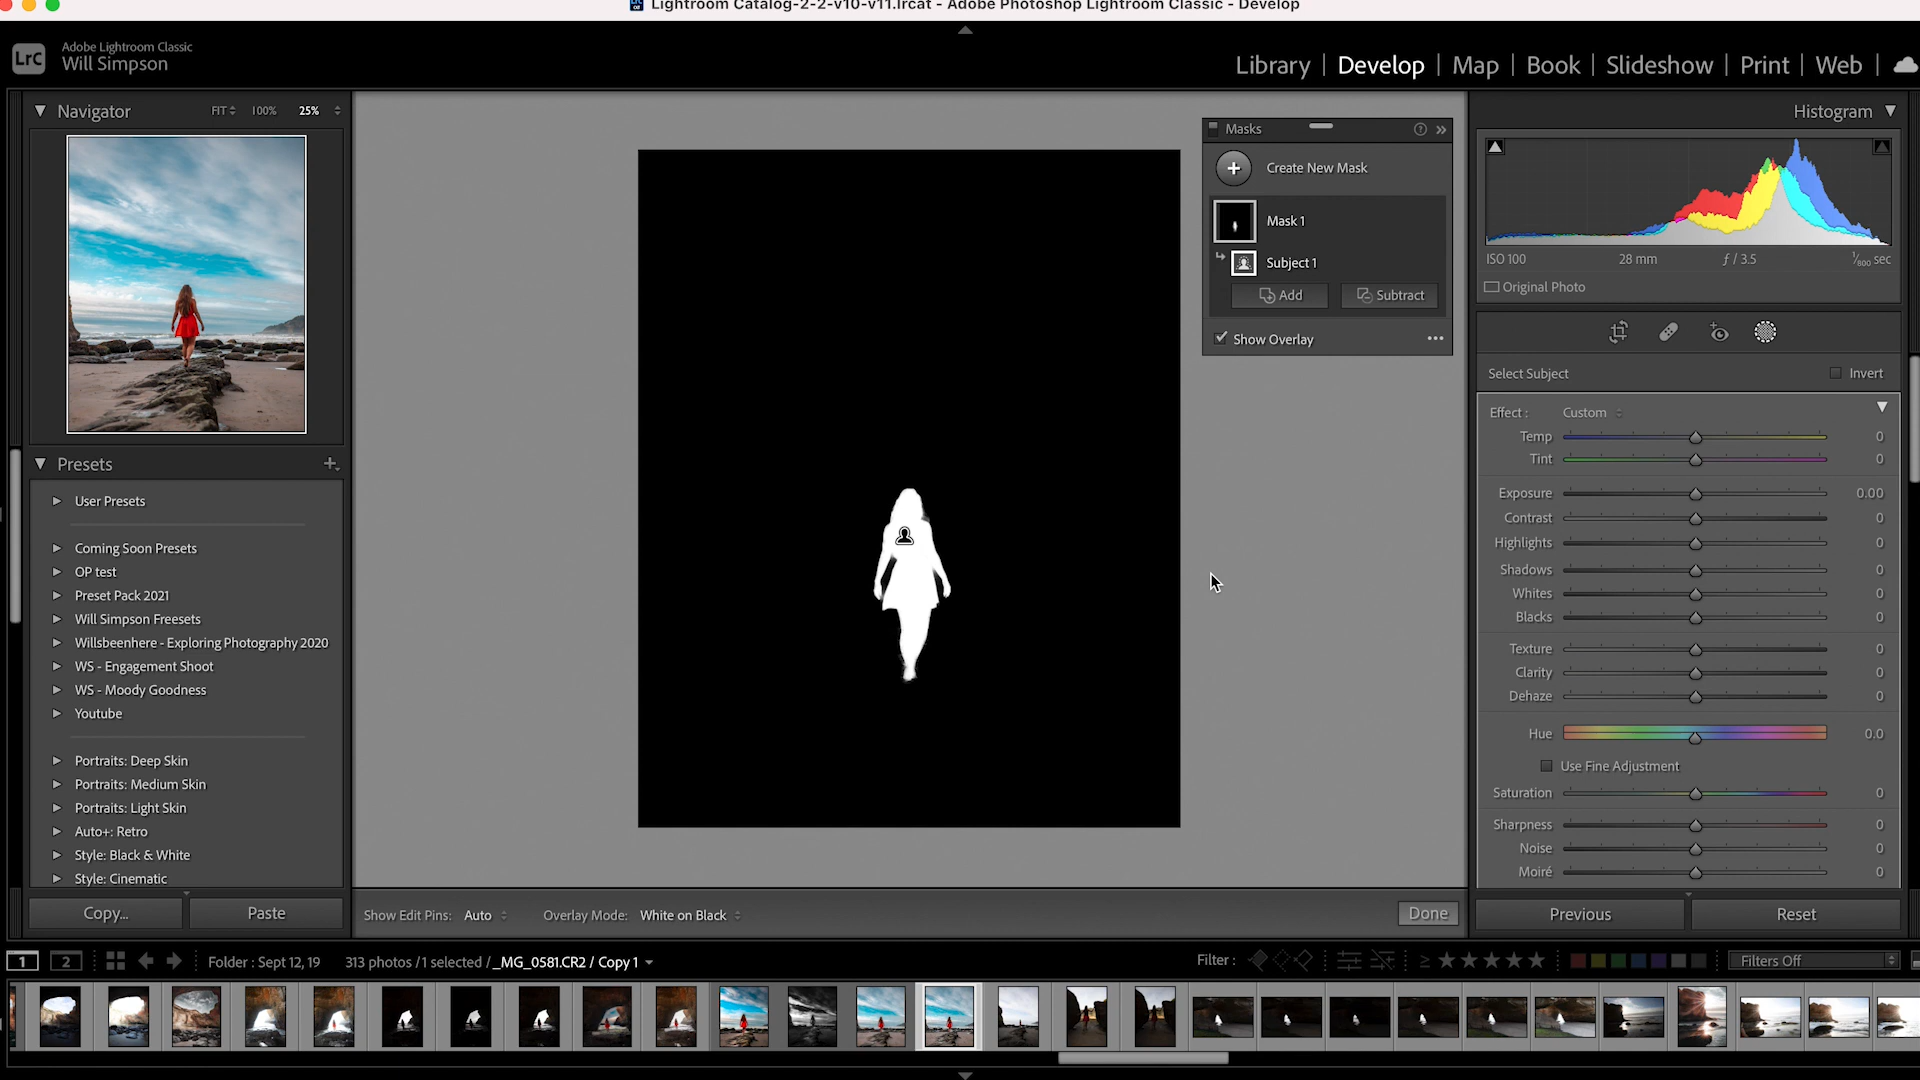 Lightroom Catalog-2-2-v10-v11.lrcat - Adobe Photoshop Lightroom Classic - Develop
LrC
Adobe Lightroom Classic
Will Simpson
Library | Develop | Map | Book | Slideshow | Print | Web |
Navigator FIT 100% 25%
Presets
User Presets
Coming Soon Presets
OP test
Preset Pack 2021
Will Simpson Freesets
Willsbeenhere - Exploring Photography 2020
WS - Engagement Shoot
WS - Moody Goodness
Youtube
Portraits: Deep Skin
Portraits: Medium Skin
Portraits: Light Skin
Auto+: Retro
Style: Black & White
Style: Cinematic
Copy... Paste
Masks
Create New Mask
Mask 1
Subject 1
Add Subtract
Show Overlay
Show Edit Pins: Auto Overlay Mode: White on Black Done
Histogram
ISO 100 28 mm ƒ / 3.5 1/800 sec
Original Photo
Select Subject Invert
Effect : Custom
Temp 0
Tint 0
Exposure 0.00
Contrast 0
Highlights 0
Shadows 0
Whites 0
Blacks 0
Texture 0
Clarity 0
Dehaze 0
Hue 0.0
Use Fine Adjustment
Saturation 0
Sharpness 0
Noise 0
Moiré 0
Previous Reset
1 2 Folder : Sept 12, 19 313 photos / 1 selected / _MG_0581.CR2 / Copy 1 Filter : ≥ Filters Off